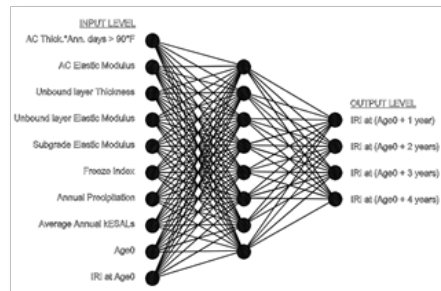 INPUT LEVEL
AC Thick.*Ann. days > 90°F
AC Elastic Modulus
Unbound layer Thickness
Unbound layer Elastic Modulus
Subgrade Elastic Modulus
Freeze Index
Annual Precipitation
Average Annual kESALs
Age0
IRI at Age0
OUTPUT LEVEL
IRI at (Age0 + 1 year)
IRI at (Age0 + 2 years)
IRI at (Age0 + 3 years)
IRI at (Age0 + 4 years)